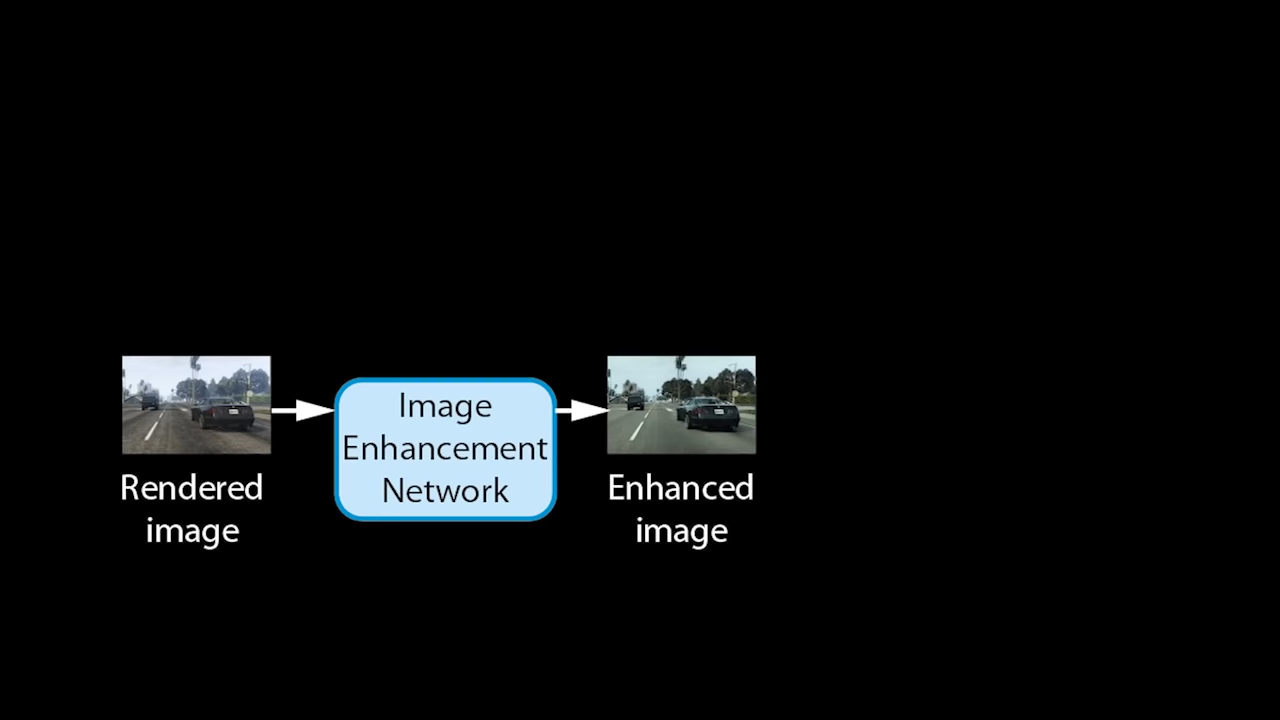 Rendered
image
Image
Enhancement
Network
Enhanced
image